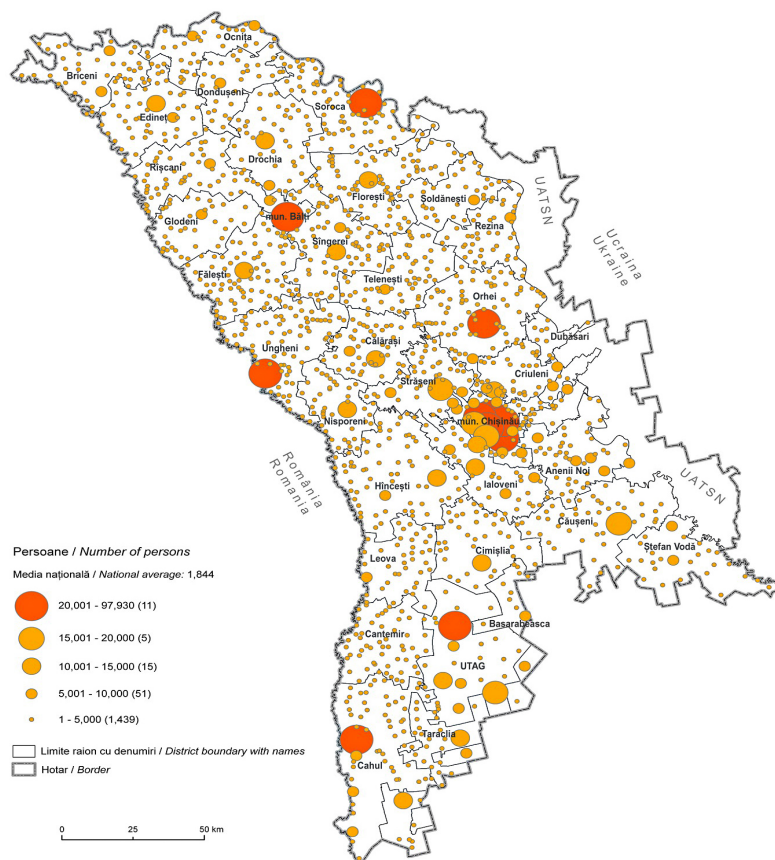 Ocnița
Briceni
Dondușeni
Soroca
Edineț
Drochia
Rîșcani
Florești
Șoldănești
UATSN
Glodeni
mun. Bălți
Rezina
Ucraina
Ukraine
Sîngerei
Fălești
Telenești
Orhei
Dubăsari
Ungheni
Călărași
Criuleni
Strășeni
Nisporeni
mun. Chișinău
România
Romania
Anenii Noi
UATSN
Hîncești
Ialoveni
Căușeni
Ștefan Vodă
Cimișlia
Leova
Basarabeasca
Cantemir
UTAG
Taraclia
Cahul
Persoane / Number of persons
Media națională / National average: 1,844
20,001 - 97,930 (11)
15,001 - 20,000 (5)
10,001 - 15,000 (15)
5,001 - 10,000 (51)
1 - 5,000 (1,439)
Limite raion cu denumiri / District boundary with names
Hotar / Border
0 25 50 km